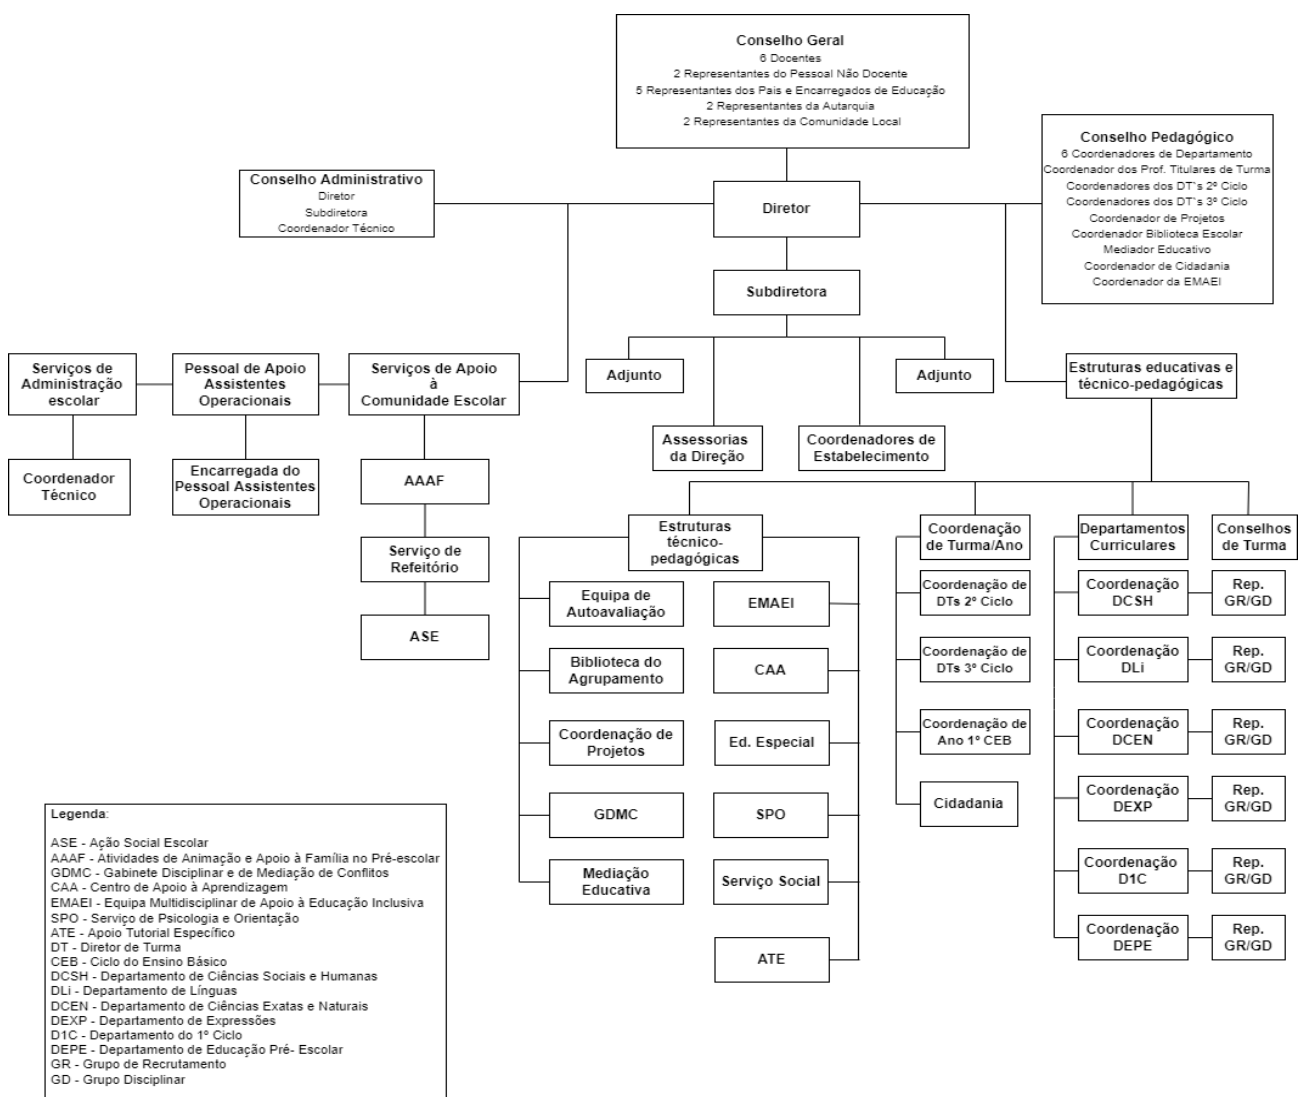 Conselho Geral
6 Docentes
2 Representantes do Pessoal Não Docente
5 Representantes dos Pais e Encarregados de Educação
2 Representantes da Autarquia
2 Representantes da Comunidade Local
Conselho Pedagógico
6 Coordenadores de Departamento
Coordenador dos Prof. Titulares de Turma
Coordenadores dos DT`s 2º Ciclo
Coordenadores dos DT`s 3º Ciclo
Coordenador de Projetos
Coordenador Biblioteca Escolar
Mediador Educativo
Coordenador de Cidadania
Coordenador da EMAEI
Conselho Administrativo
Diretor
Subdiretora
Coordenador Técnico
Diretor
Subdiretora
Serviços de
Administração
escolar
Pessoal de Apoio
Assistentes
Operacionais
Serviços de Apoio
à
Comunidade Escolar
Adjunto
Adjunto
Estruturas educativas e
técnico-pedagógicas
Assessorias
da Direção
Coordenadores de
Estabelecimento
Coordenador
Técnico
Encarregada do
Pessoal Assistentes
Operacionais
AAAF
Serviço de
Refeitório
ASE
Estruturas
técnico-
pedagógicas
Coordenação
de Turma/Ano
Departamentos
Curriculares
Conselhos
de Turma
Equipa de
Autoavaliação
Biblioteca do
Agrupamento
Coordenação de
Projetos
GDMC
Mediação
Educativa
EMAEI
CAA
Ed. Especial
SPO
Serviço Social
ATE
Coordenação de
DTs 2º Ciclo
Coordenação de
DTs 3º Ciclo
Coordenação de
Ano 1º CEB
Cidadania
Coordenação
DCSH
Rep.
GR/GD
Coordenação
DLi
Rep.
GR/GD
Coordenação
DCEN
Rep.
GR/GD
Coordenação
DEXP
Rep.
GR/GD
Coordenação
D1C
Rep.
GR/GD
Coordenação
DEPE
Rep.
GR/GD
Legenda:
ASE - Ação Social Escolar
AAAF - Atividades de Animação e Apoio à Família no Pré-escolar
GDMC - Gabinete Disciplinar e de Mediação de Conflitos
CAA - Centro de Apoio à Aprendizagem
EMAEI - Equipa Multidisciplinar de Apoio à Educação Inclusiva
SPO - Serviço de Psicologia e Orientação
ATE - Apoio Tutorial Específico
DT - Diretor de Turma
CEB - Ciclo do Ensino Básico
DCSH - Departamento de Ciências Sociais e Humanas
DLi - Departamento de Línguas
DCEN - Departamento de Ciências Exatas e Naturais
DEXP - Departamento de Expressões
D1C - Departamento do 1º Ciclo
DEPE - Departamento de Educação Pré- Escolar
GR - Grupo de Recrutamento
GD - Grupo Disciplinar